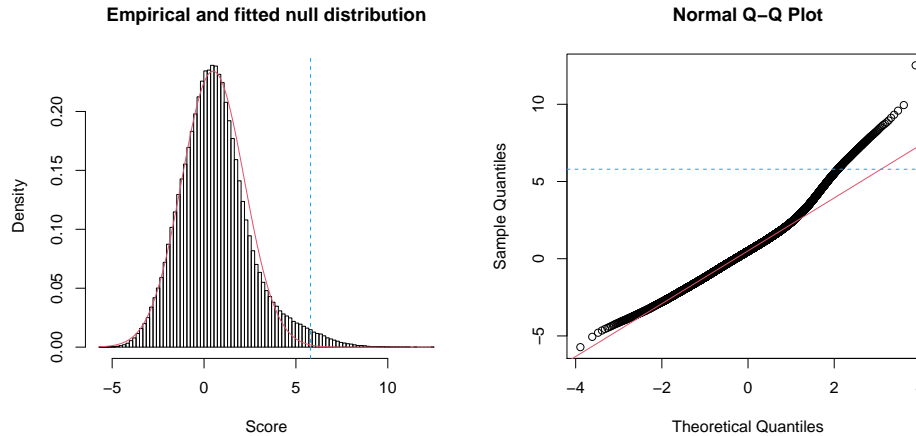 Empirical and fitted null distribution
Density
0.00
0.05
0.10
0.15
0.20
−5
0
5
10
Score
Normal Q−Q Plot
Sample Quantiles
−5
0
5
10
−4
−2
0
2
Theoretical Quantiles